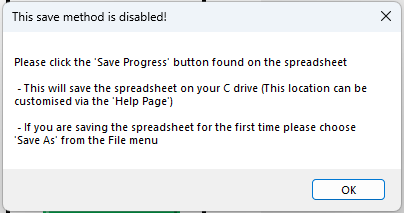 This save method is disabled!
Please click the 'Save Progress' button found on the spreadsheet
- This will save the spreadsheet on your C drive (This location can be
customised via the 'Help Page')
- If you are saving the spreadsheet for the first time please choose
'Save As' from the File menu
OK